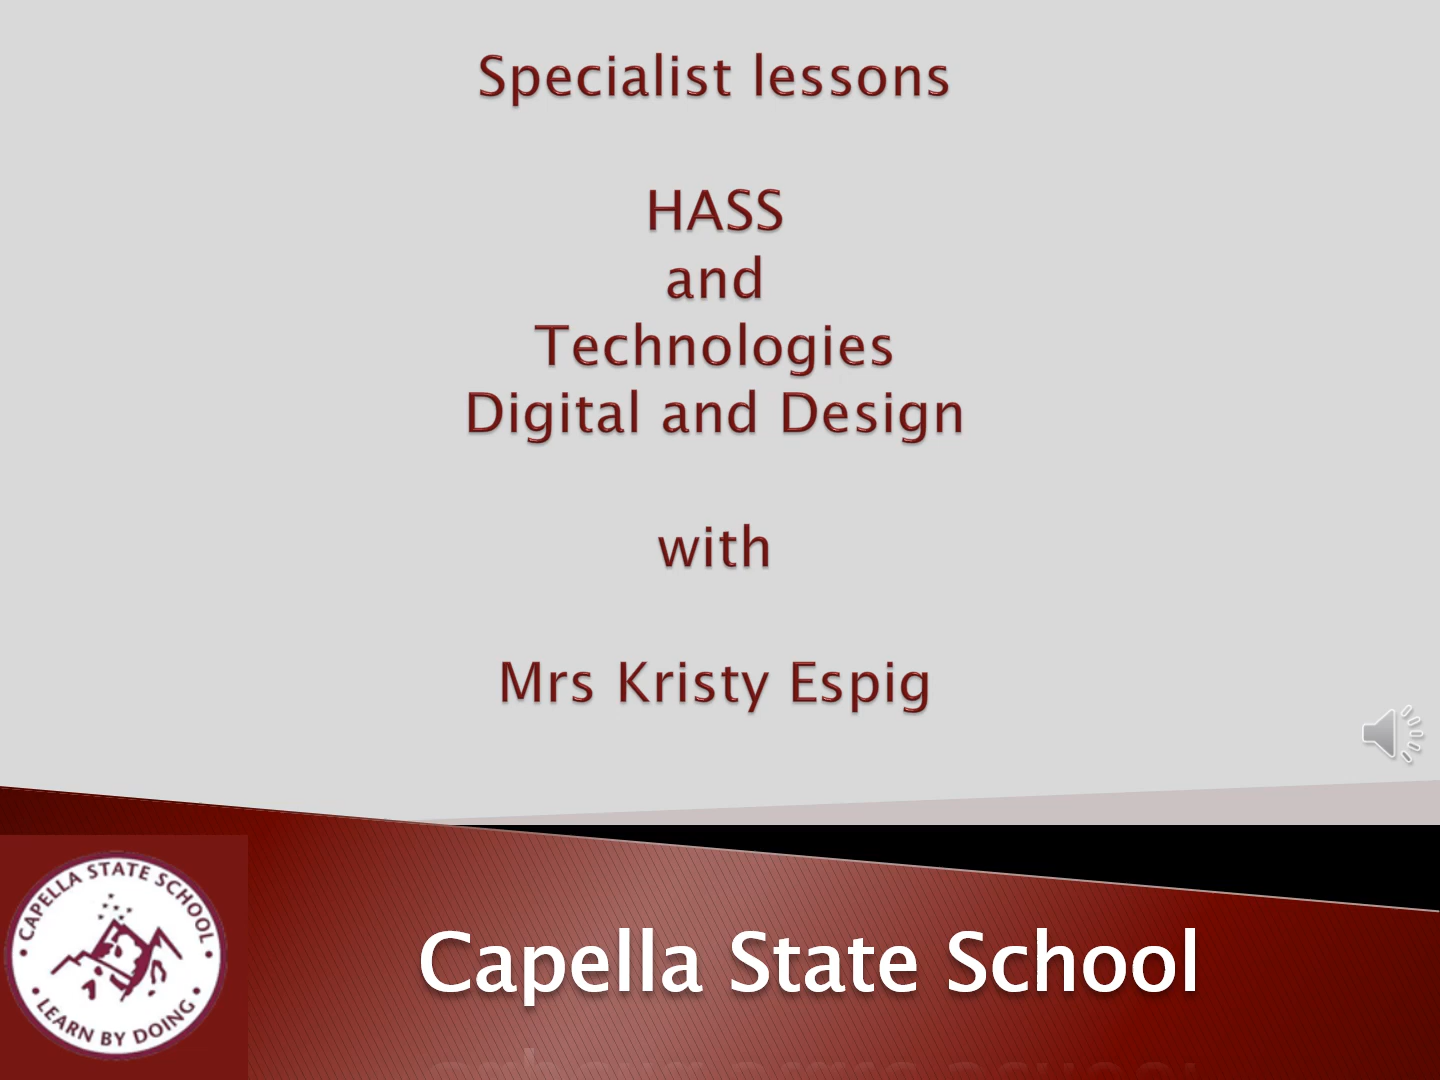 Specialist lessons
HASS
and
Technologies
Digital and Design
with
Mrs Kristy Espig
CAPELLA STATE SCHOOL
LEARN BY DOING
Capella State School